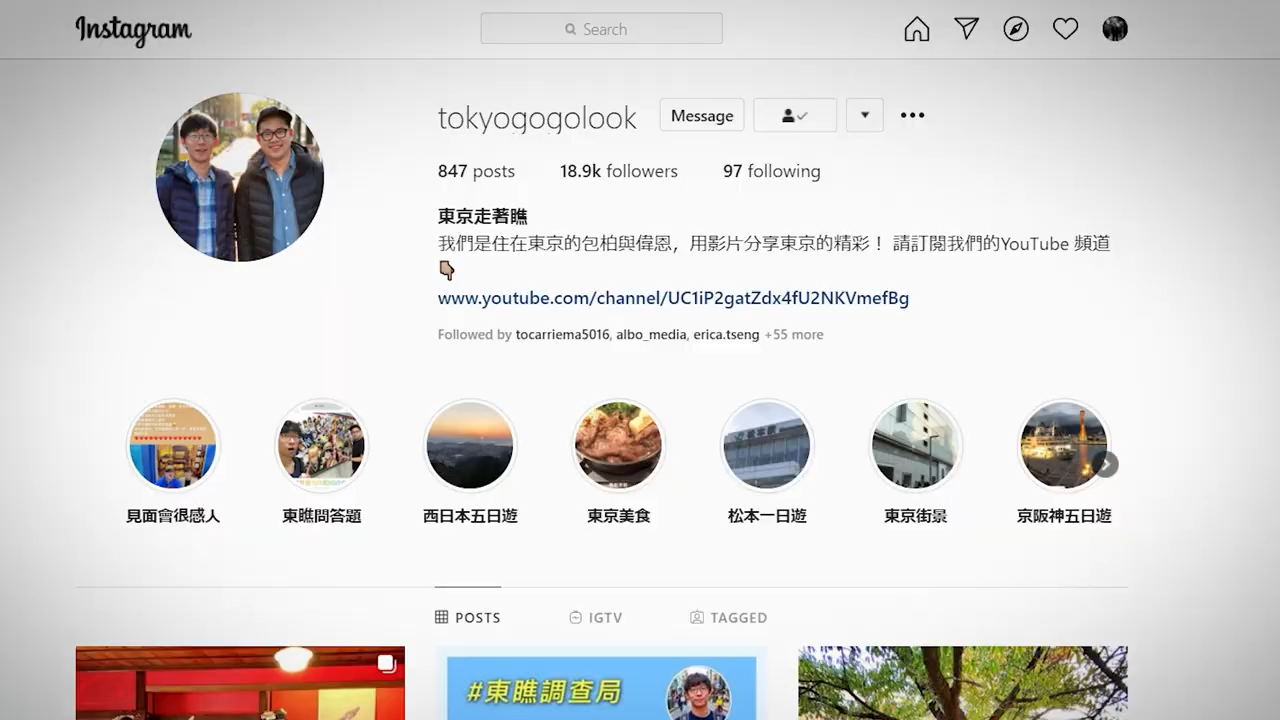 Instagram
Search
tokyogogolook
Message
847 posts
18.9k followers
97 following
東京走著瞧
我們是住在東京的包柏與偉恩，用影片分享東京的精彩！ 請訂閱我們的YouTube 頻道
www.youtube.com/channel/UC1iP2gatZdx4fU2NKVmefBg
Followed by tocarriema5016, albo_media, erica.tseng +55 more
見面會很感人
東瞧問答題
西日本五日遊
東京美食
松本一日遊
東京街景
京阪神五日遊
POSTS
IGTV
TAGGED
#東瞧調查局